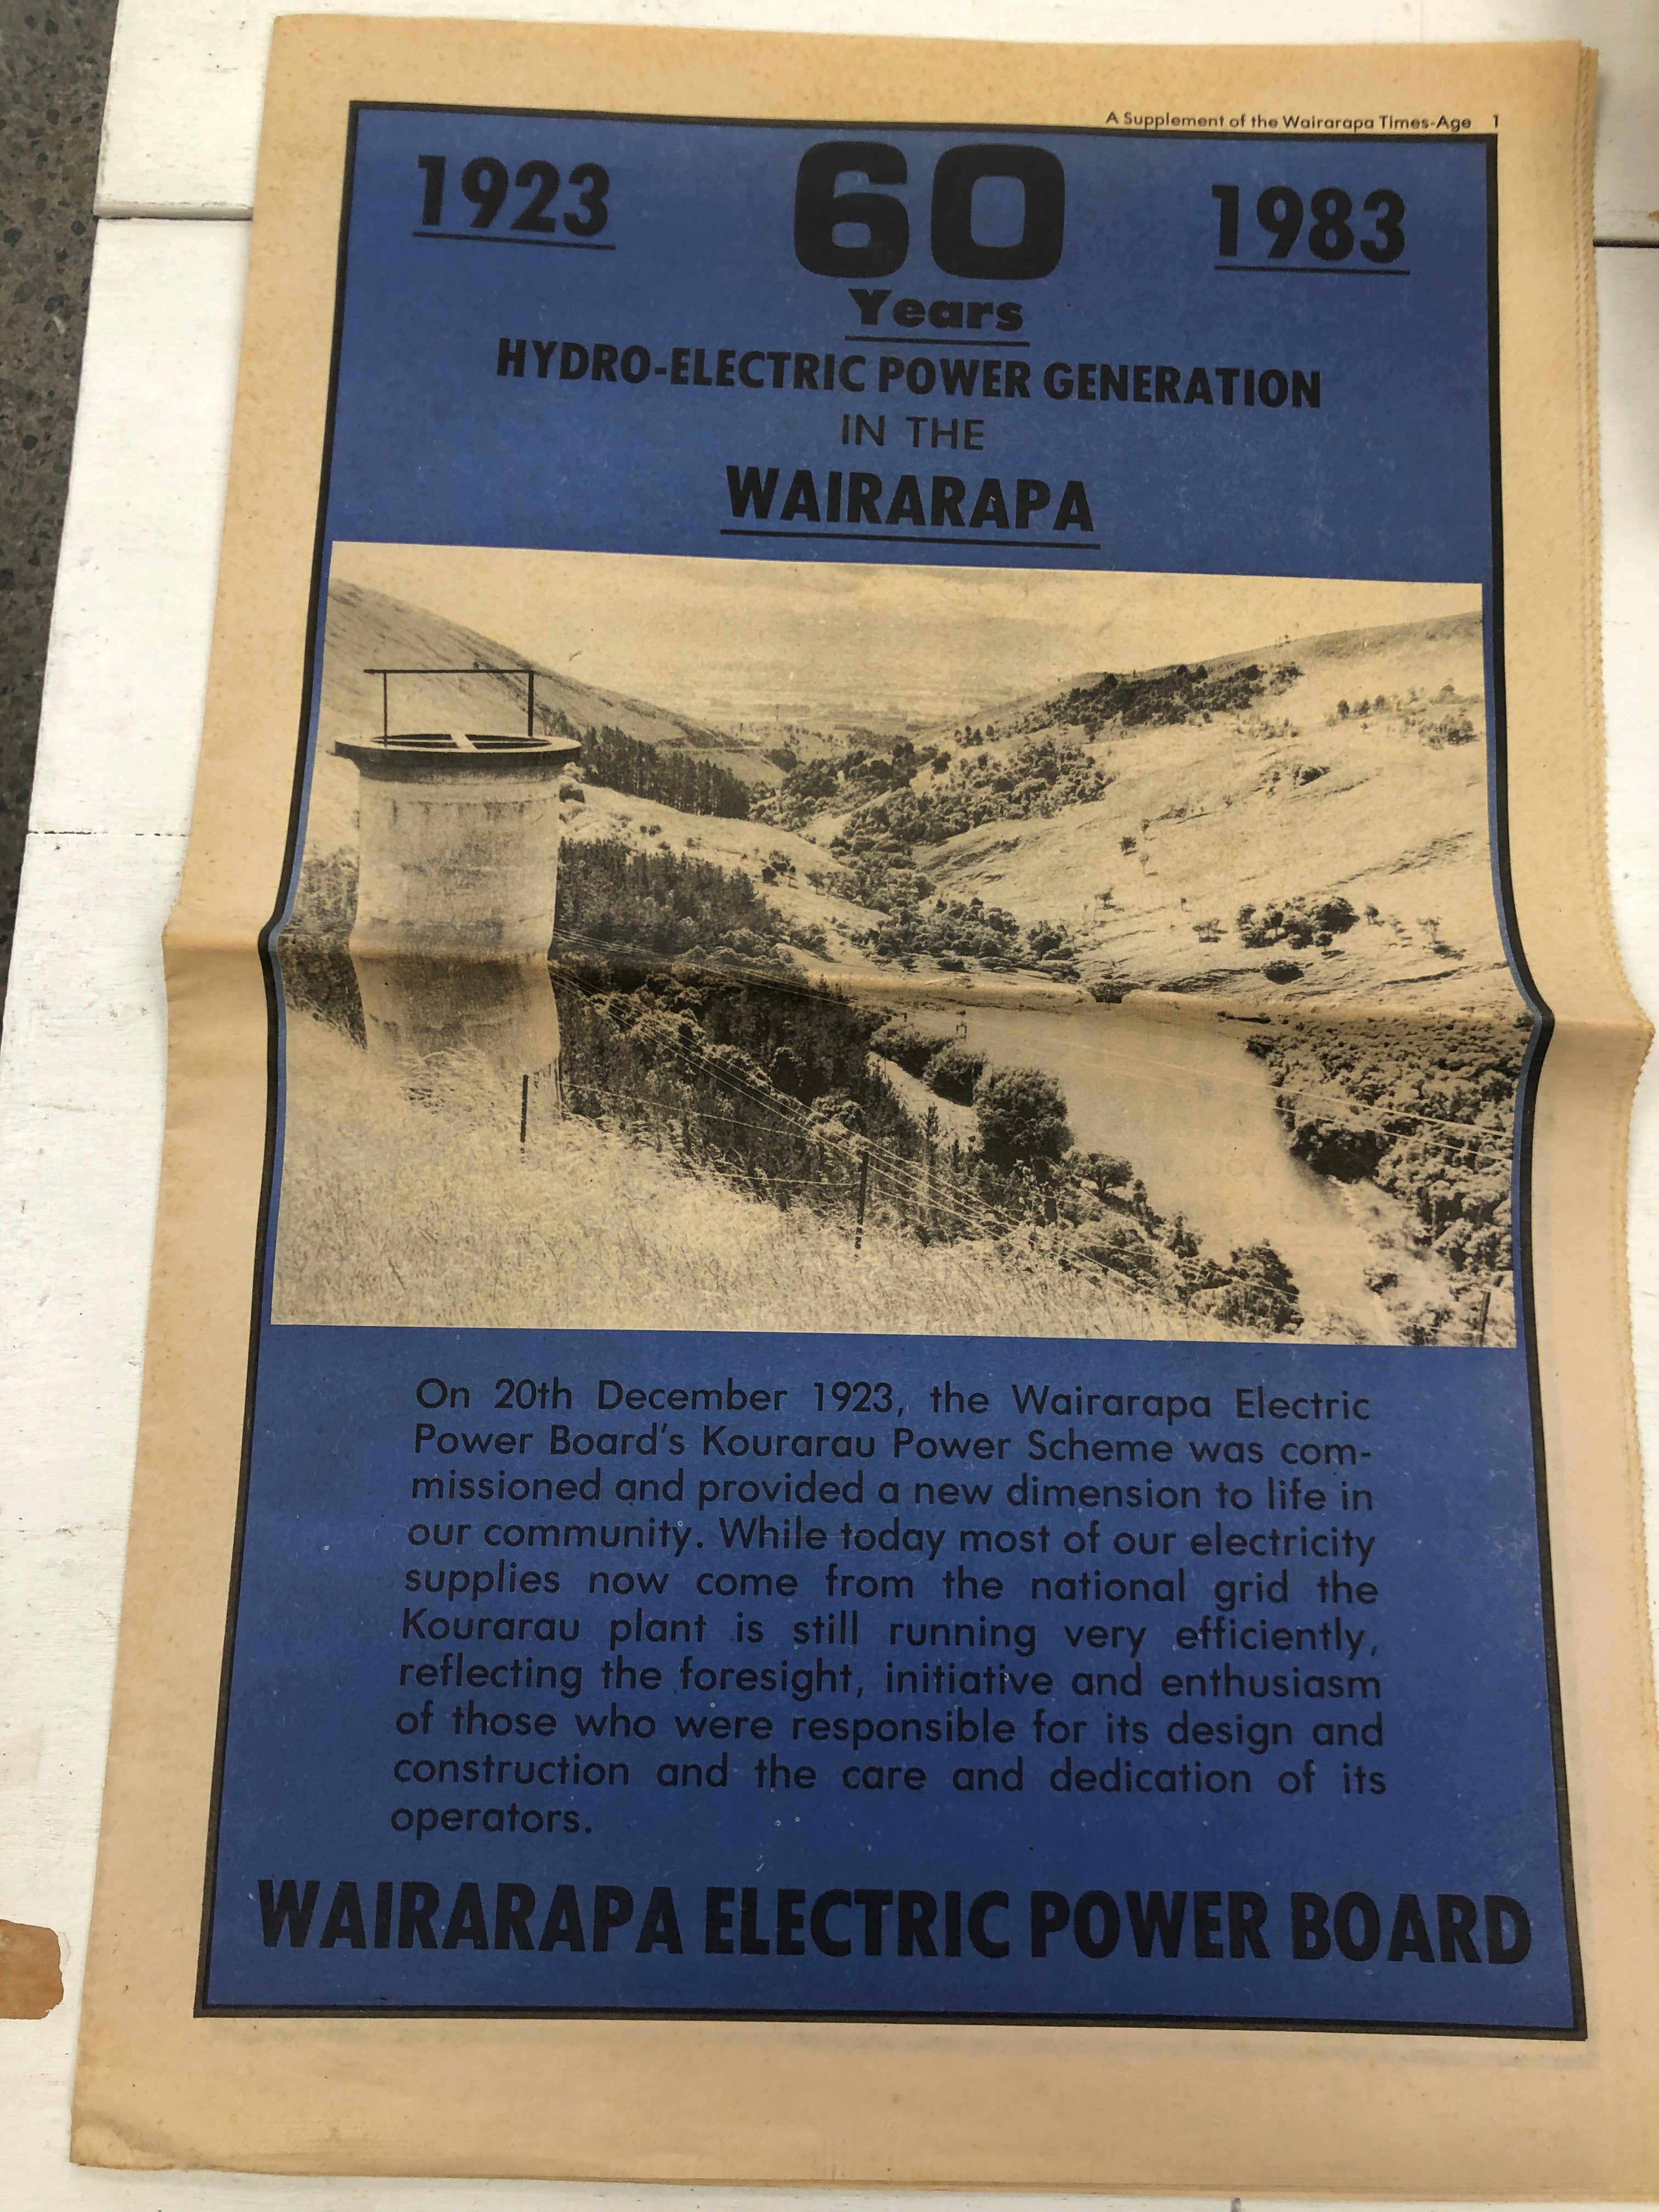 A Supplement of the Wairarapa Times-Age 1
1923 60 1983
Years
HYDRO-ELECTRIC POWER GENERATION
IN THE
WAIRARAPA
On 20th December 1923, the Wairarapa Electric
Power Board's Kourarau Power Scheme was com-
missioned and provided a new dimension to life in
our community. While today most of our electricity
supplies now come from the national grid the
Kourarau plant is still running very efficiently,
reflecting the foresight, initiative and enthusiasm
of those who were responsible for its design and
construction and the care and dedication of its
operators.
WAIRARAPA ELECTRIC POWER BOARD